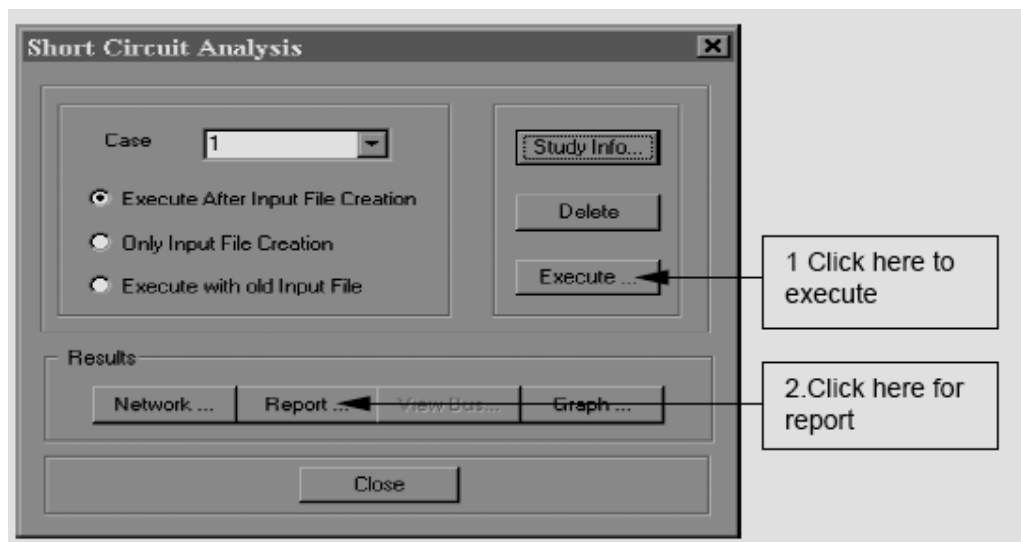 Short Circuit Analysis
Case 1
Execute After Input File Creation
Only Input File Creation
Execute with old Input File
Study Info...
Delete
Execute ...
1 Click here to
execute
Results
Network ...
Report ...
View Bus...
Graph ...
2.Click here for
report
Close